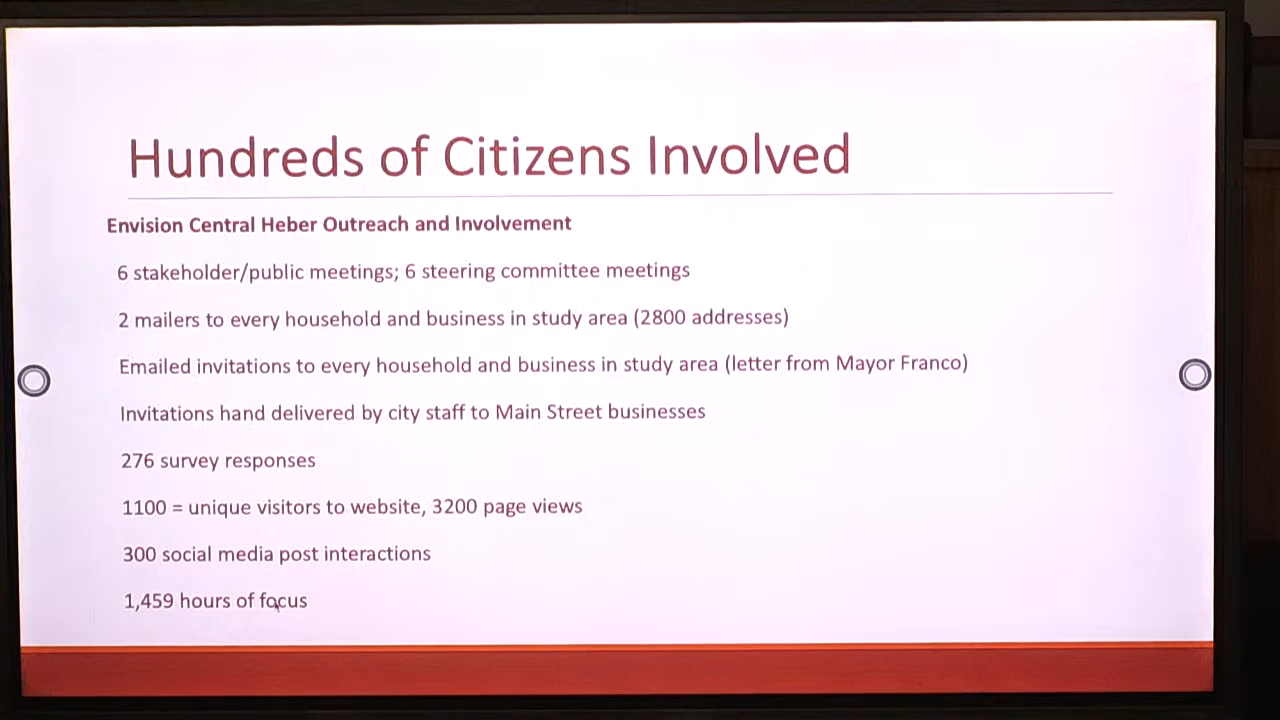 Hundreds of Citizens Involved
Envision Central Heber Outreach and Involvement
6 stakeholder/public meetings; 6 steering committee meetings
2 mailers to every household and business in study area (2800 addresses)
Emailed invitations to every household and business in study area (letter from Mayor Franco)
Invitations hand delivered by city staff to Main Street businesses
276 survey responses
1100 = unique visitors to website, 3200 page views
300 social media post interactions
1,459 hours of focus